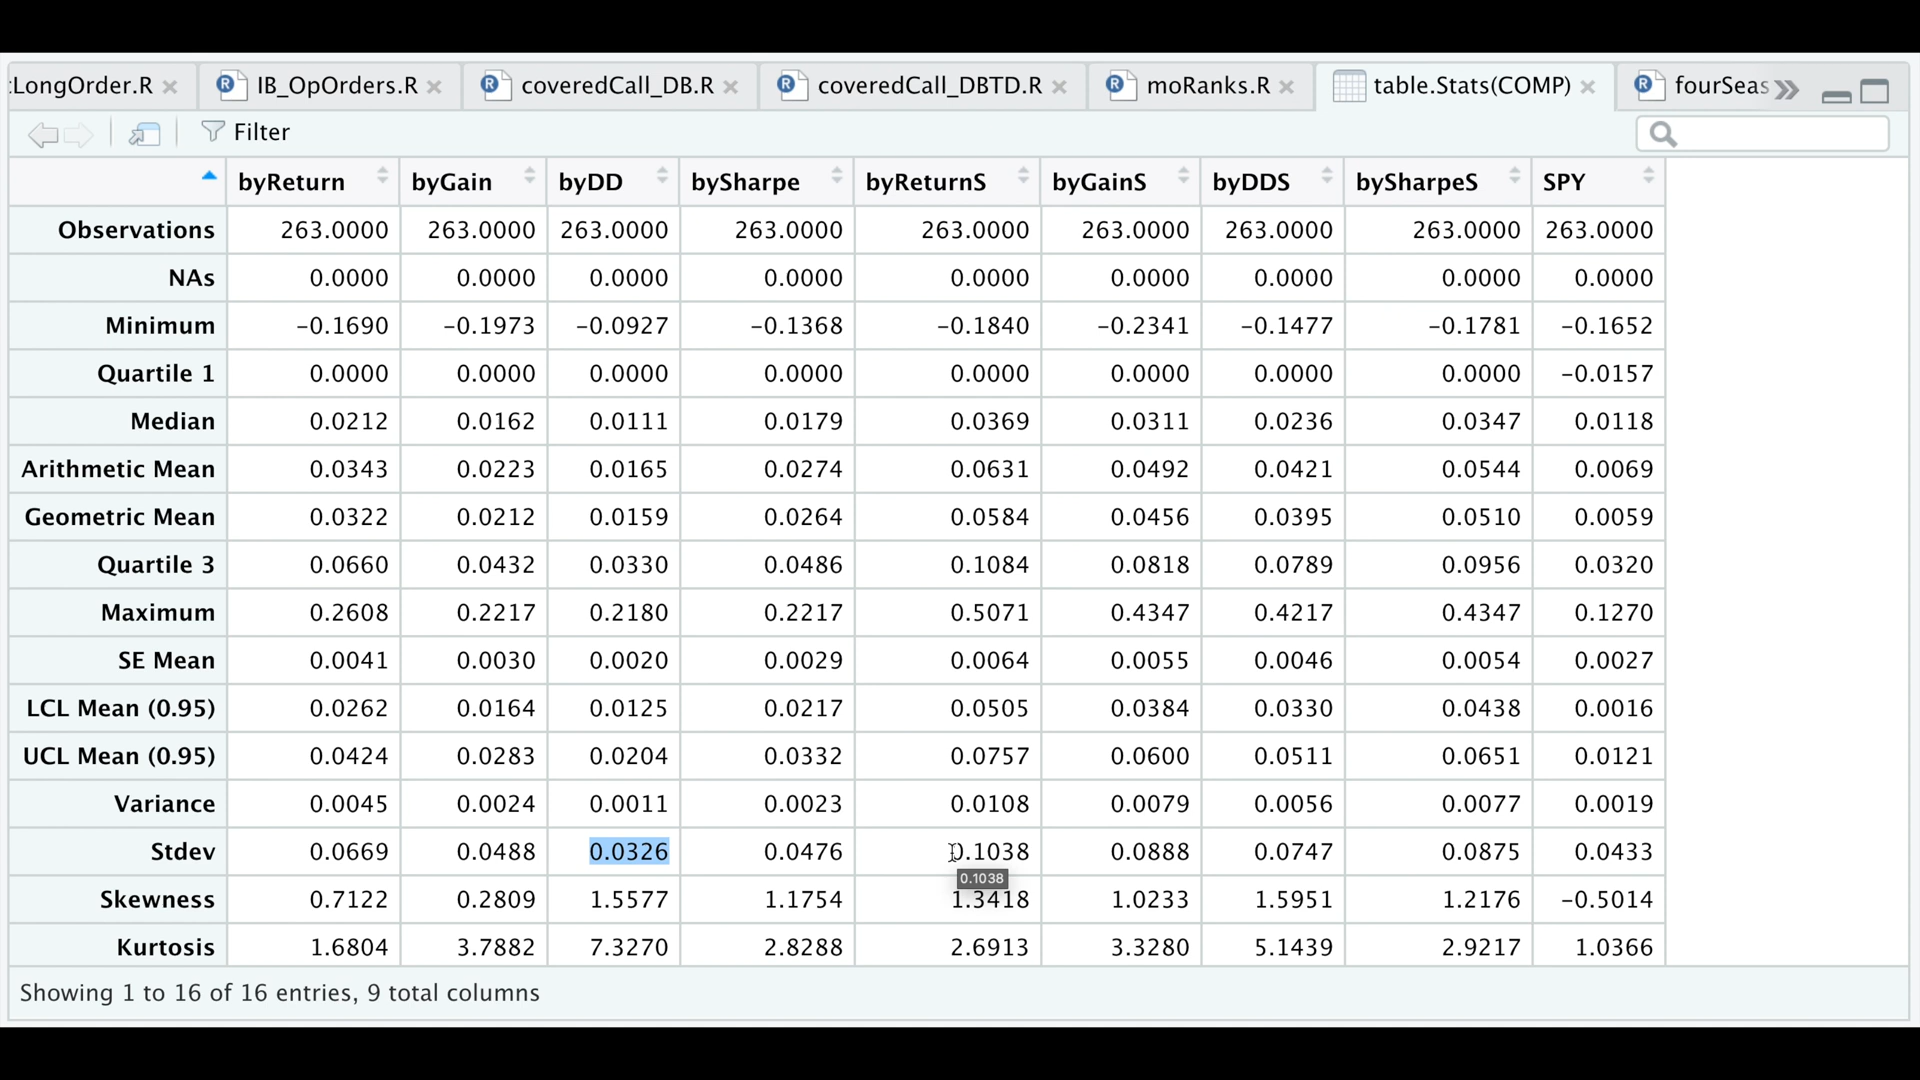 :LongOrder.R IB_OpOrders.R coveredCall_DB.R coveredCall_DBTD.R moRanks.R table.Stats(COMP) fourSeas
Filter
byReturn byGain byDD bySharpe byReturnS byGainS byDDS bySharpeS SPY
Observations 263.0000 263.0000 263.0000 263.0000 263.0000 263.0000 263.0000 263.0000 263.0000
NAs 0.0000 0.0000 0.0000 0.0000 0.0000 0.0000 0.0000 0.0000 0.0000
Minimum −0.1690 −0.1973 −0.0927 −0.1368 −0.1840 −0.2341 −0.1477 −0.1781 −0.1652
Quartile 1 0.0000 0.0000 0.0000 0.0000 0.0000 0.0000 0.0000 0.0000 −0.0157
Median 0.0212 0.0162 0.0111 0.0179 0.0369 0.0311 0.0236 0.0347 0.0118
Arithmetic Mean 0.0343 0.0223 0.0165 0.0274 0.0631 0.0492 0.0421 0.0544 0.0069
Geometric Mean 0.0322 0.0212 0.0159 0.0264 0.0584 0.0456 0.0395 0.0510 0.0059
Quartile 3 0.0660 0.0432 0.0330 0.0486 0.1084 0.0818 0.0789 0.0956 0.0320
Maximum 0.2608 0.2217 0.2180 0.2217 0.5071 0.4347 0.4217 0.4347 0.1270
SE Mean 0.0041 0.0030 0.0020 0.0029 0.0064 0.0055 0.0046 0.0054 0.0027
LCL Mean (0.95) 0.0262 0.0164 0.0125 0.0217 0.0505 0.0384 0.0330 0.0438 0.0016
UCL Mean (0.95) 0.0424 0.0283 0.0204 0.0332 0.0757 0.0600 0.0511 0.0651 0.0121
Variance 0.0045 0.0024 0.0011 0.0023 0.0108 0.0079 0.0056 0.0077 0.0019
Stdev 0.0669 0.0488 0.0326 0.0476 0.1038 0.0888 0.0747 0.0875 0.0433
0.1038
Skewness 0.7122 0.2809 1.5577 1.1754 1.3418 1.0233 1.5951 1.2176 −0.5014
Kurtosis 1.6804 3.7882 7.3270 2.8288 2.6913 3.3280 5.1439 2.9217 1.0366
Showing 1 to 16 of 16 entries, 9 total columns